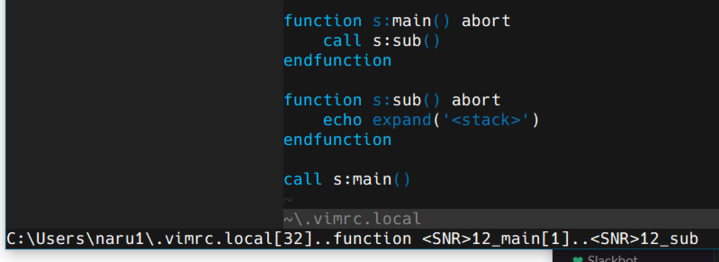 function s:main() abort
    call s:sub()
endfunction

function s:sub() abort
    echo expand('<stack>')
endfunction

call s:main()
~
~\.vimrc.local
C:\Users\naru1\.vimrc.local[32]..function <SNR>12_main[1]..<SNR>12_sub
Slackbot